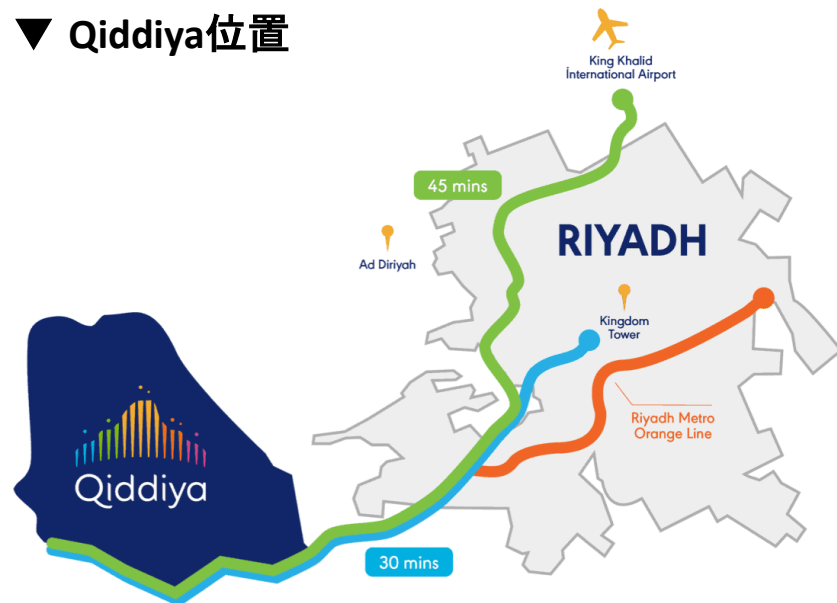 ▼ Qiddiya位置
King Khalid
İnternational Airport
45 mins
RIYADH
Ad Diriyah
Kingdom
Tower
Riyadh Metro
Orange Line
Qiddiya
30 mins